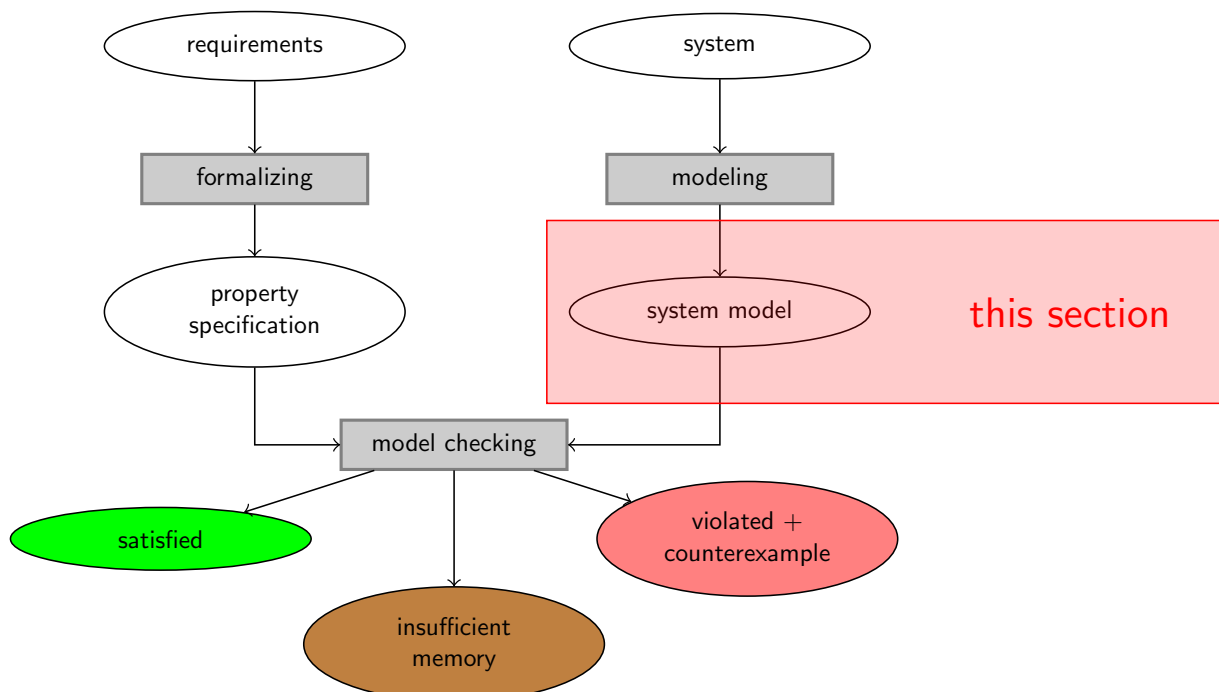 requirements
system
formalizing
modeling
property
specification
system model
this section
model checking
satisfied
violated +
counterexample
insufficient
memory